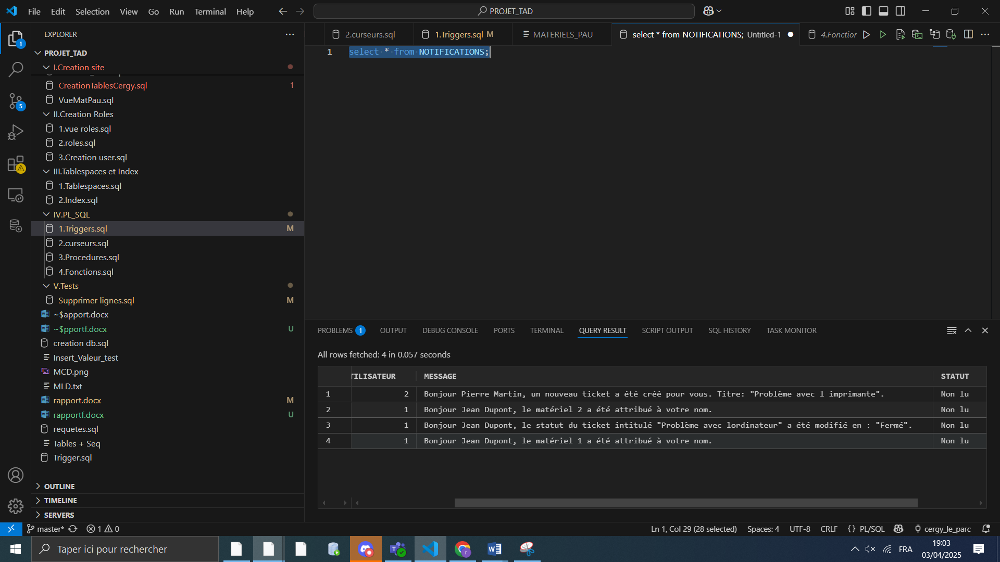 File Edit Selection View Go Run Terminal Help
PROJET_TAD
EXPLORER
2.curseurs.sql
1.Triggers.sql M
MATERIELS_PAU
select * from NOTIFICATIONS; Untitled-1
4.Fonction
PROJET_TAD
I.Creation site
CreationTablesCergy.sql 1
VueMatPau.sql
II.Creation Roles
1.vue roles.sql
2.roles.sql
3.Creation user.sql
III.Tablespaces et Index
1.Tablespaces.sql
2.Index.sql
IV.PL_SQL
1.Triggers.sql M
2.curseurs.sql
3.Procedures.sql
4.Fonctions.sql
V.Tests
Supprimer lignes.sql M
~$apport.docx
~$pportf.docx U
creation db.sql
Insert_Valeur_test
MCD.png
MLD.txt
rapport.docx M
rapportf.docx U
requetes.sql
Tables + Seq
Trigger.sql
OUTLINE
TIMELINE
SERVERS
1
5
1 select * from NOTIFICATIONS;
PROBLEMS 1 OUTPUT DEBUG CONSOLE PORTS TERMINAL QUERY RESULT SCRIPT OUTPUT SQL HISTORY TASK MONITOR
All rows fetched: 4 in 0.057 seconds
TILISATEUR MESSAGE STATUT
1 2 Bonjour Pierre Martin, un nouveau ticket a été créé pour vous. Titre: "Problème avec l imprimante". Non lu
2 1 Bonjour Jean Dupont, le matériel 2 a été attribué à votre nom. Non lu
3 1 Bonjour Jean Dupont, le statut du ticket intitulé "Problème avec lordinateur" a été modifié en : "Fermé". Non lu
4 1 Bonjour Jean Dupont, le matériel 1 a été attribué à votre nom. Non lu
master* 1 0
Ln 1, Col 29 (28 selected) Spaces: 4 UTF-8 CRLF {} PL/SQL cergy_le_parc
Taper ici pour rechercher
FRA
19:03
03/04/2025